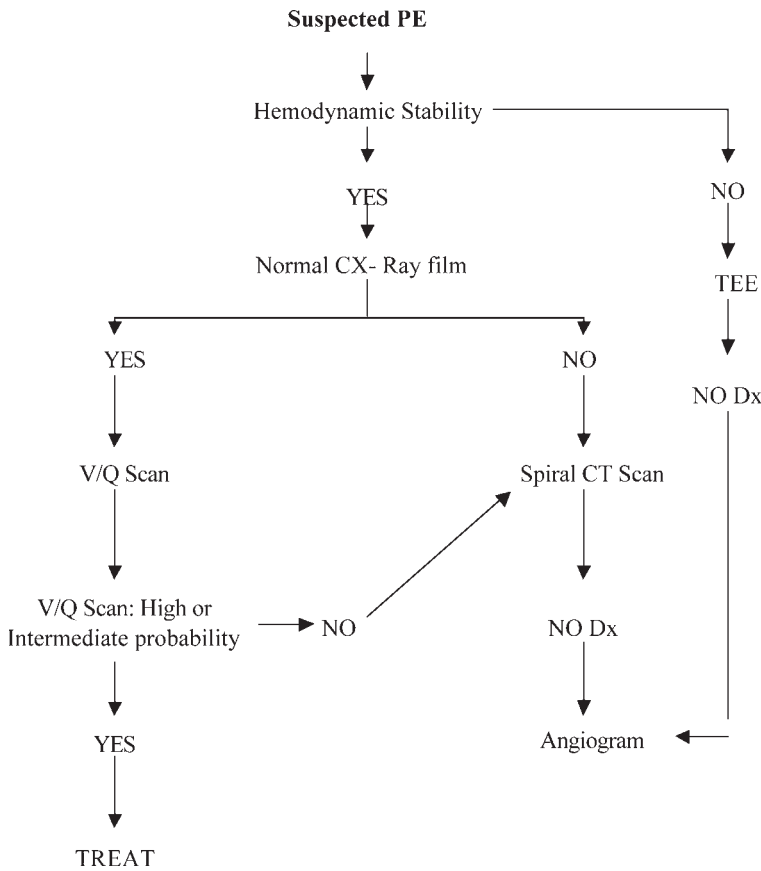 Suspected PE
Hemodynamic Stability
YES
NO
Normal CX- Ray film
TEE
YES
NO
NO Dx
V/Q Scan
Spiral CT Scan
V/Q Scan: High or
Intermediate probability
NO
NO Dx
YES
Angiogram
TREAT